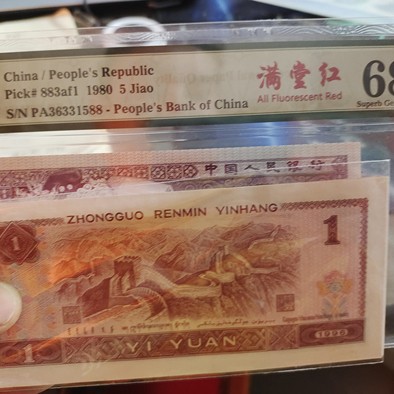 China / People's Republic
Pick# 883af1 1980 5 Jiao
S/N PA36331588 - People's Bank of China
满堂红
All Fluorescent Red
68
Superb Ge
中国人民银行
ZHONGGUO RENMIN YINHANG
1
1
1
YI YUAN
1996